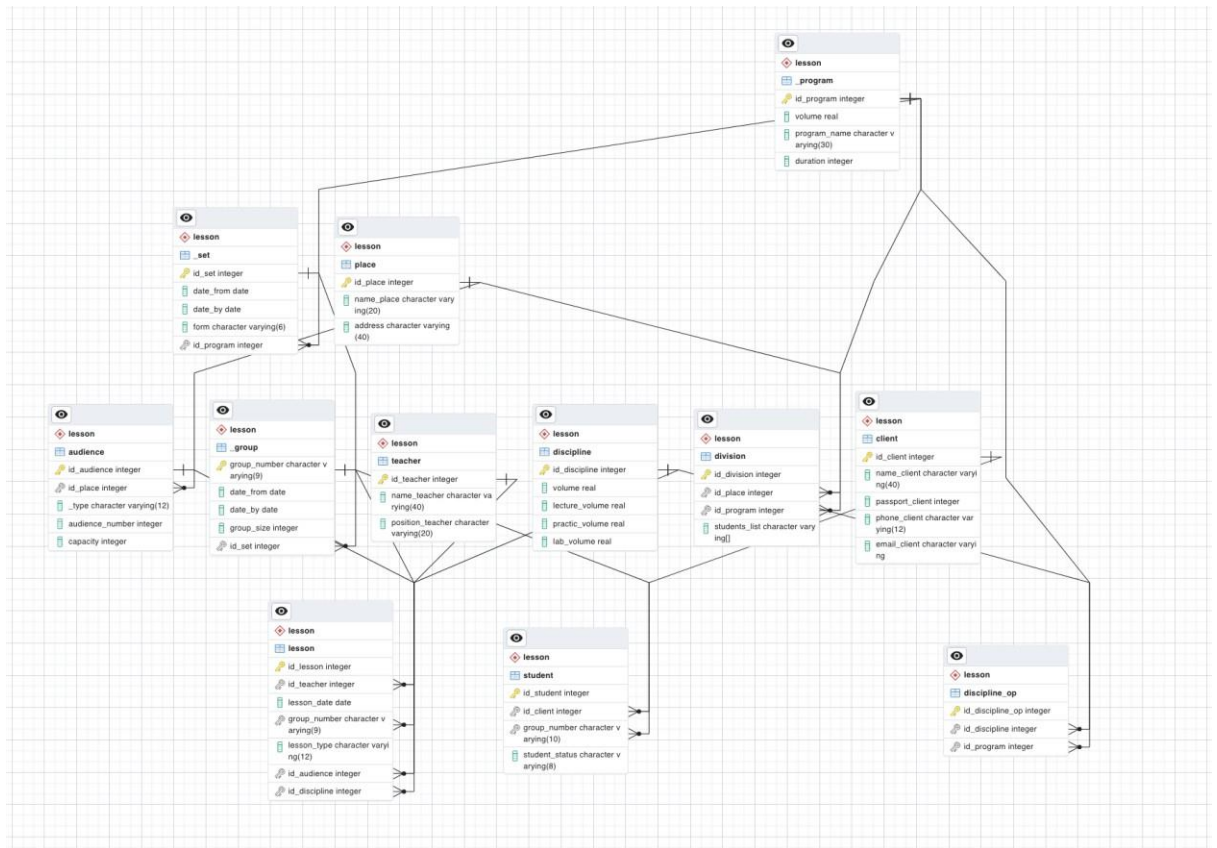 lesson
_program
id_program integer
volume real
program_name character v
arying(30)
duration integer
lesson
_set
id_set integer
date_from date
date_by date
form character varying(6)
id_program integer
lesson
place
id_place integer
name_place character vary
ing(20)
address character varying
(40)
lesson
audience
id_audience integer
id_place integer
_type character varying(12)
audience_number integer
capacity integer
lesson
_group
group_number character v
arying(9)
date_from date
date_by date
group_size integer
id_set integer
lesson
teacher
id_teacher integer
name_teacher character va
rying(40)
position_teacher character
varying(20)
lesson
discipline
id_discipline integer
volume real
lecture_volume real
practic_volume real
lab_volume real
lesson
division
id_division integer
id_place integer
id_program integer
students_list character var
ying[]
lesson
client
id_client integer
name_client character varyi
ng(40)
passport_client integer
phone_client character var
ying(12)
email_client character varyi
ng
lesson
lesson
id_lesson integer
id_teacher integer
lesson_date date
group_number character v
arying(9)
lesson_type character varyi
ng(12)
id_audience integer
id_discipline integer
lesson
student
id_student integer
id_client integer
group_number character v
arying(10)
student_status character v
arying(8)
lesson
discipline_op
id_discipline_op integer
id_discipline integer
id_program integer